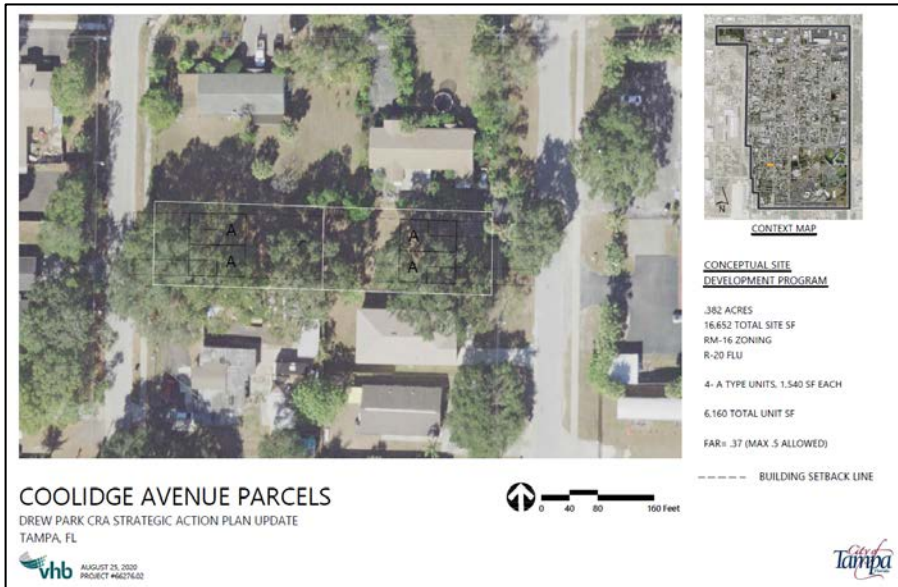 A
A
A
A
N
CONTEXT MAP
CONCEPTUAL SITE
DEVELOPMENT PROGRAM
.382 ACRES
16,652 TOTAL SITE SF
RM-16 ZONING
R-20 FLU
4- A TYPE UNITS, 1,540 SF EACH
6,160 TOTAL UNIT SF
FAR= .37 (MAX .5 ALLOWED)
BUILDING SETBACK LINE
COOLIDGE AVENUE PARCELS
DREW PARK CRA STRATEGIC ACTION PLAN UPDATE
TAMPA, FL
0 40 80 160 Feet
vhb
AUGUST 25, 2020
PROJECT #66276.02
City of
Tampa